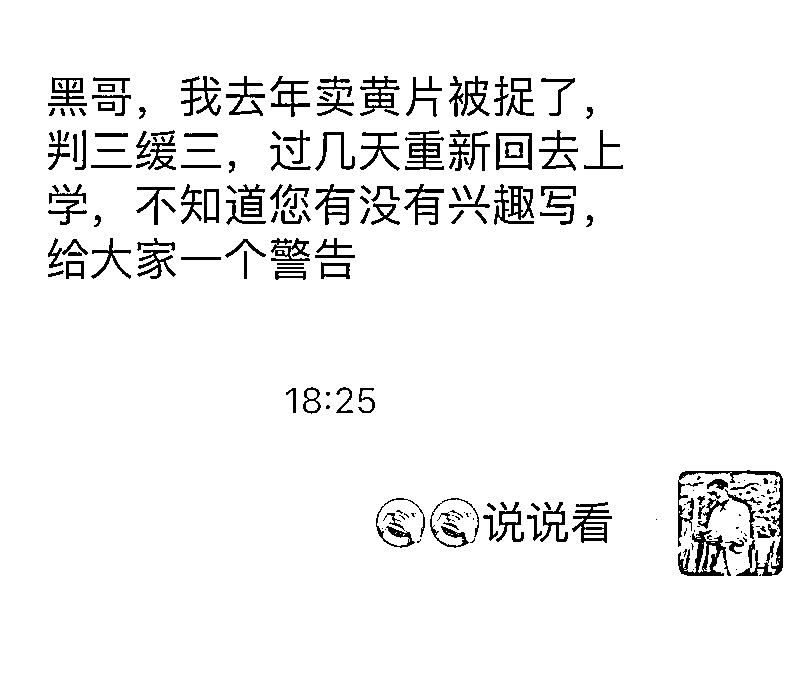 黑哥，我去年卖黄片被捉了，
判三缓三，过几天重新回去上
学，不知道您有没有兴趣写，
给大家一个警告
18:25
说说看